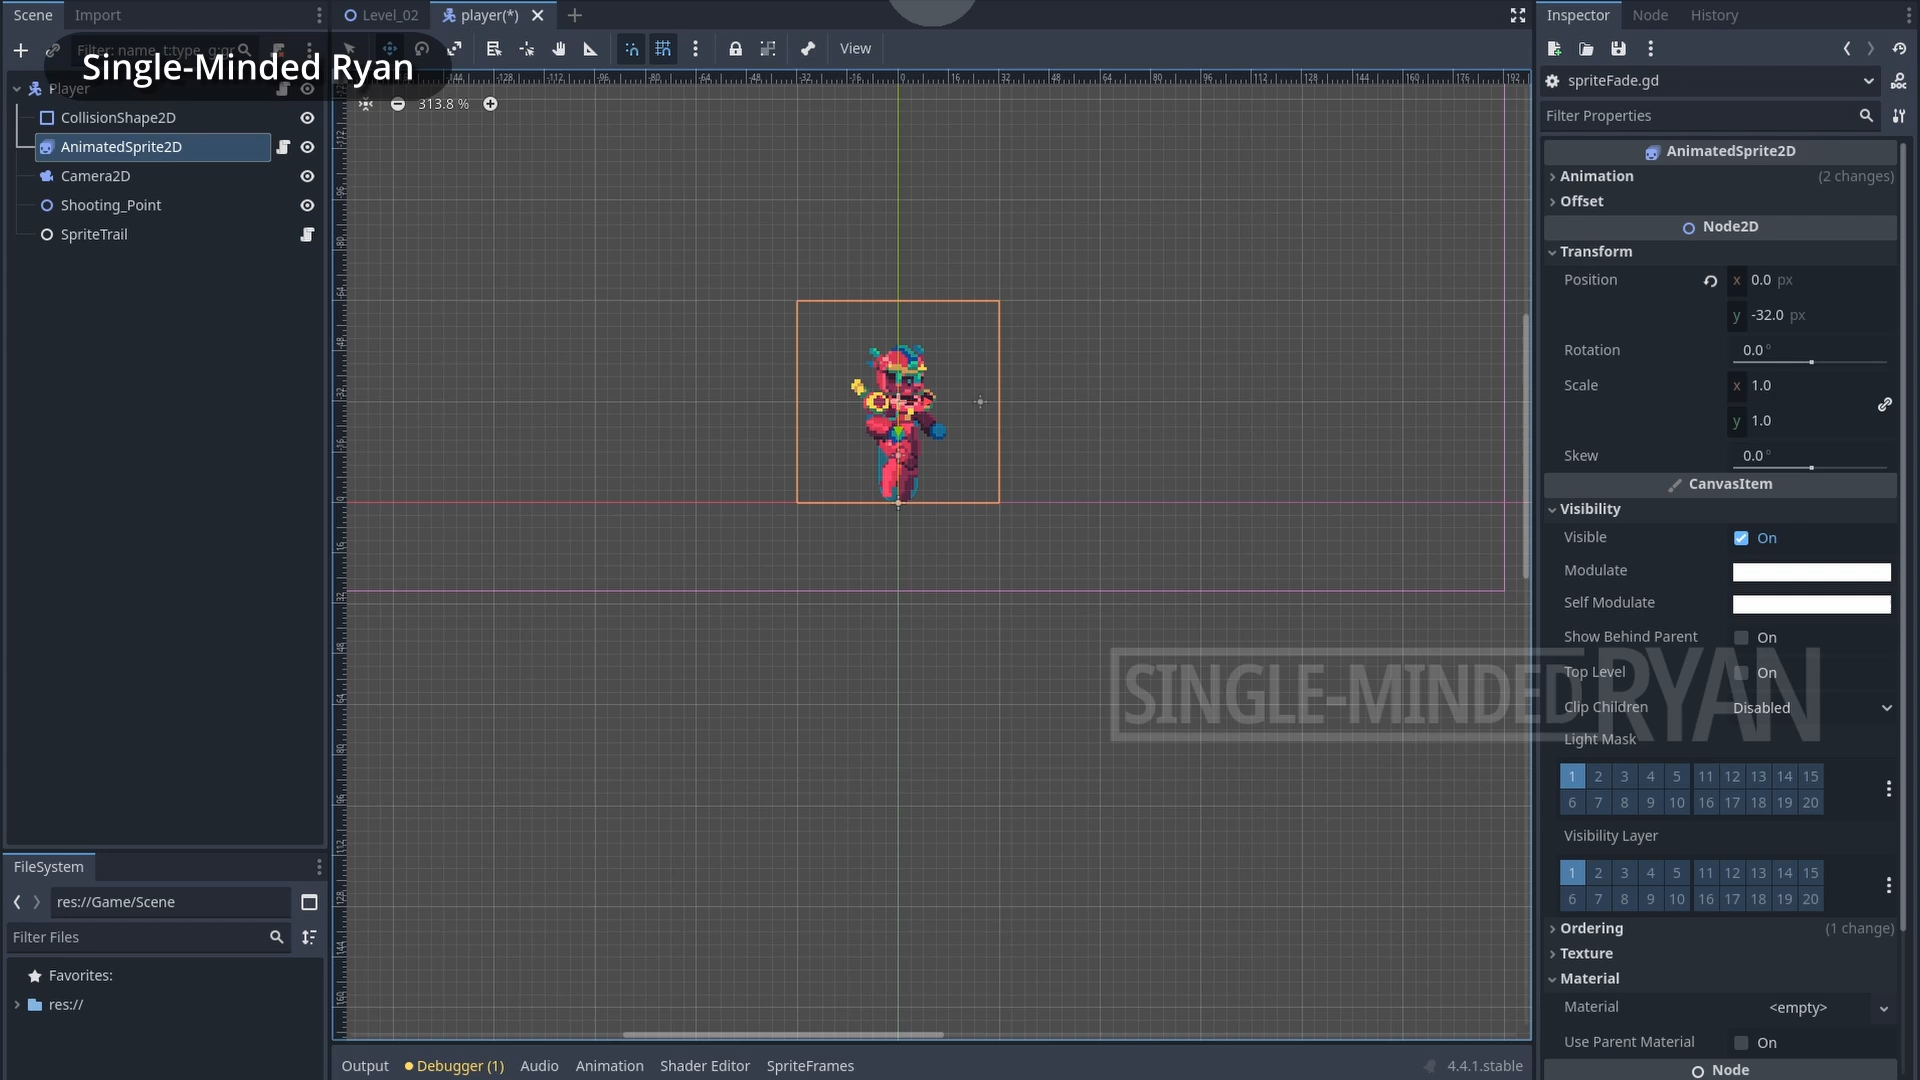 Scene
Import
Level_02
player(*)
Inspector
Node
History
Single-Minded Ryan
View
Player
313.8 %
CollisionShape2D
AnimatedSprite2D
Camera2D
Shooting_Point
SpriteTrail
spriteFade.gd
Filter Properties
AnimatedSprite2D
Animation (2 changes)
Offset
Node2D
Transform
Position x 0.0 px
y -32.0 px
Rotation 0.0 °
Scale x 1.0
y 1.0
Skew 0.0 °
CanvasItem
Visibility
Visible On
Modulate
Self Modulate
Show Behind Parent On
Top Level On
Clip Children Disabled
Light Mask
1 2 3 4 5 11 12 13 14 15
6 7 8 9 10 16 17 18 19 20
Visibility Layer
1 2 3 4 5 11 12 13 14 15
6 7 8 9 10 16 17 18 19 20
Ordering (1 change)
Texture
Material
Material <empty>
Use Parent Material On
Node
SINGLE-MINDED RYAN
FileSystem
res://Game/Scene
Filter Files
Favorites:
res://
Output
Debugger (1)
Audio
Animation
Shader Editor
SpriteFrames
4.4.1.stable